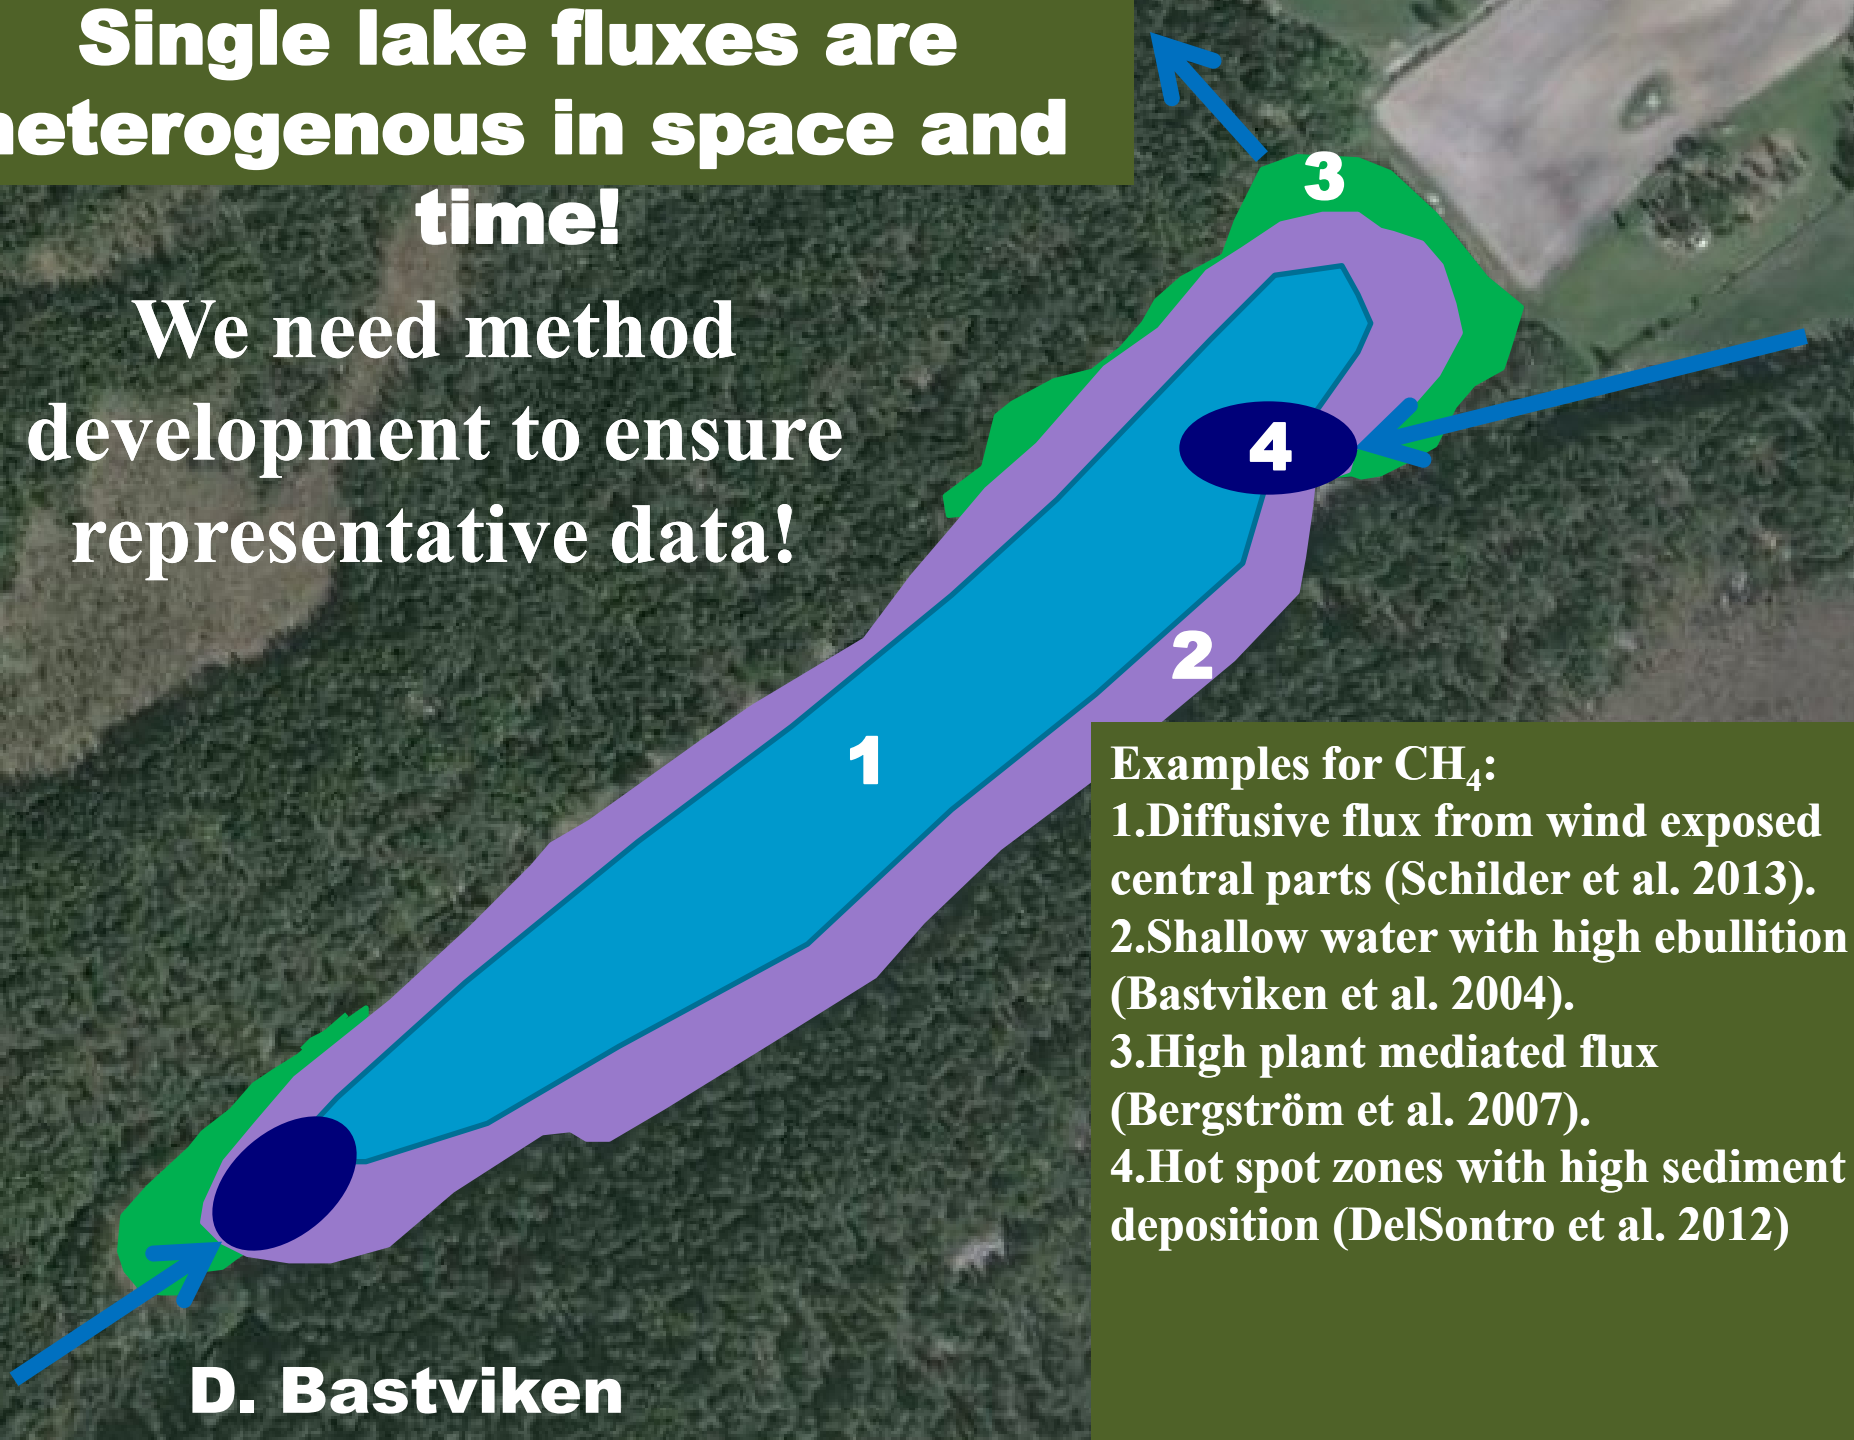 Single lake fluxes are
heterogenous in space and
time!
We need method
development to ensure
representative data!
3
4
2
1
Examples for CH₄:
1.Diffusive flux from wind exposed
central parts (Schilder et al. 2013).
2.Shallow water with high ebullition
(Bastviken et al. 2004).
3.High plant mediated flux
(Bergström et al. 2007).
4.Hot spot zones with high sediment
deposition (DelSontro et al. 2012)
D. Bastviken